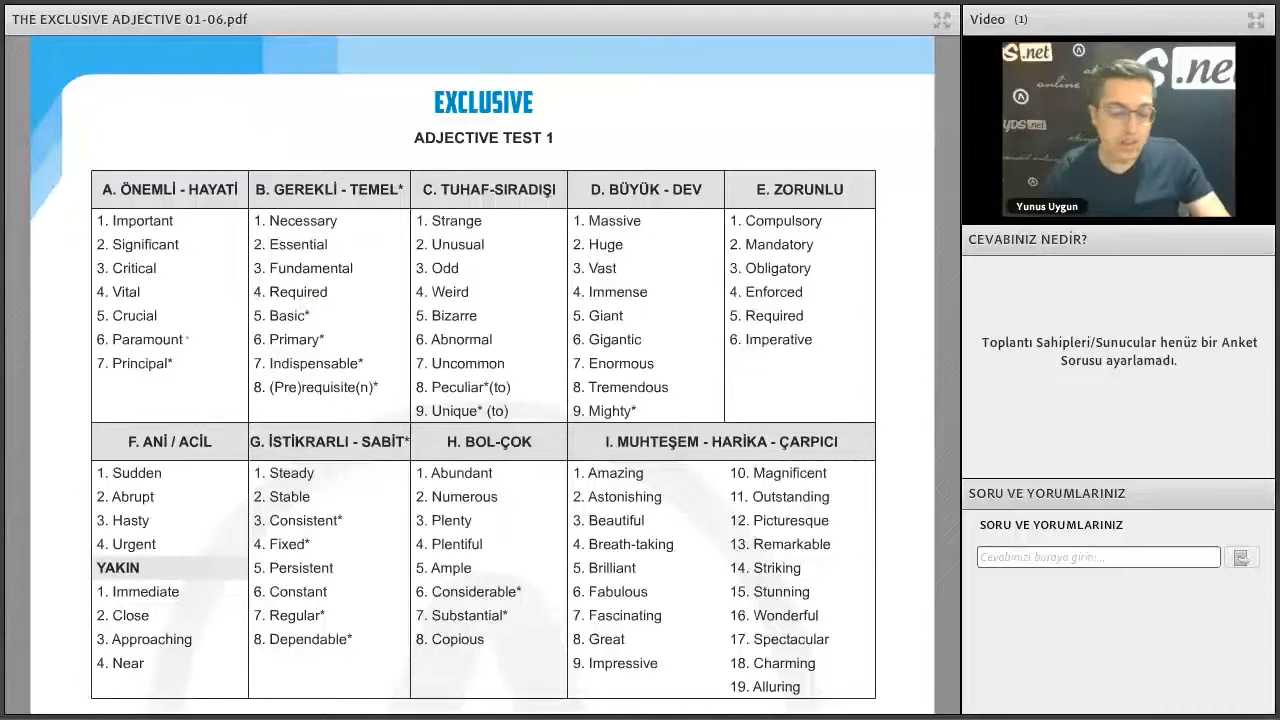 THE EXCLUSIVE ADJECTIVE 01-06.pdf
EXCLUSIVE
ADJECTIVE TEST 1
A. ÖNEMLİ - HAYATİ
1. Important
2. Significant
3. Critical
4. Vital
5. Crucial
6. Paramount
7. Principal*
B. GEREKLİ - TEMEL*
1. Necessary
2. Essential
3. Fundamental
4. Required
5. Basic*
6. Primary*
7. Indispensable*
8. (Pre)requisite(n)*
C. TUHAF-SIRADIŞI
1. Strange
2. Unusual
3. Odd
4. Weird
5. Bizarre
6. Abnormal
7. Uncommon
8. Peculiar*(to)
9. Unique* (to)
D. BÜYÜK - DEV
1. Massive
2. Huge
3. Vast
4. Immense
5. Giant
6. Gigantic
7. Enormous
8. Tremendous
9. Mighty*
E. ZORUNLU
1. Compulsory
2. Mandatory
3. Obligatory
4. Enforced
5. Required
6. Imperative
F. ANİ / ACİL
1. Sudden
2. Abrupt
3. Hasty
4. Urgent
YAKIN
1. Immediate
2. Close
3. Approaching
4. Near
G. İSTİKRARLI - SABİT*
1. Steady
2. Stable
3. Consistent*
4. Fixed*
5. Persistent
6. Constant
7. Regular*
8. Dependable*
H. BOL-ÇOK
1. Abundant
2. Numerous
3. Plenty
4. Plentiful
5. Ample
6. Considerable*
7. Substantial*
8. Copious
I. MUHTEŞEM - HARİKA - ÇARPICI
1. Amazing
2. Astonishing
3. Beautiful
4. Breath-taking
5. Brilliant
6. Fabulous
7. Fascinating
8. Great
9. Impressive
10. Magnificent
11. Outstanding
12. Picturesque
13. Remarkable
14. Striking
15. Stunning
16. Wonderful
17. Spectacular
18. Charming
19. Alluring
Video (1)
S.net
S.ne
online
YDS.net
Yunus Uygun
CEVABINIZ NEDİR?
Toplantı Sahipleri/Sunucular henüz bir Anket
Sorusu ayarlamadı.
SORU VE YORUMLARINIZ
SORU VE YORUMLARINIZ
Cevabınızı buraya girin:...